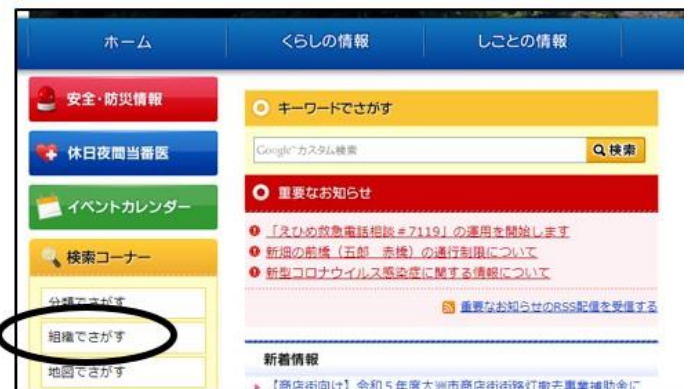 ホーム
くらしの情報
しごとの情報
安全・防災情報
休日夜間当番医
イベントカレンダー
検索コーナー
分類でさがす
組織でさがす
地図でさがす
キーワードでさがす
Google カスタム検索
検索
重要なお知らせ
「えひめ救急電話相談#7119」の運用を開始します
新畑の前橋(五郎 赤橋)の通行制限について
新型コロナウイルス感染症に関する情報について
重要なお知らせのRSS配信を受信する
新着情報
【商店街向け】令和5年度大洲市商店街街路灯撤去事業補助金に